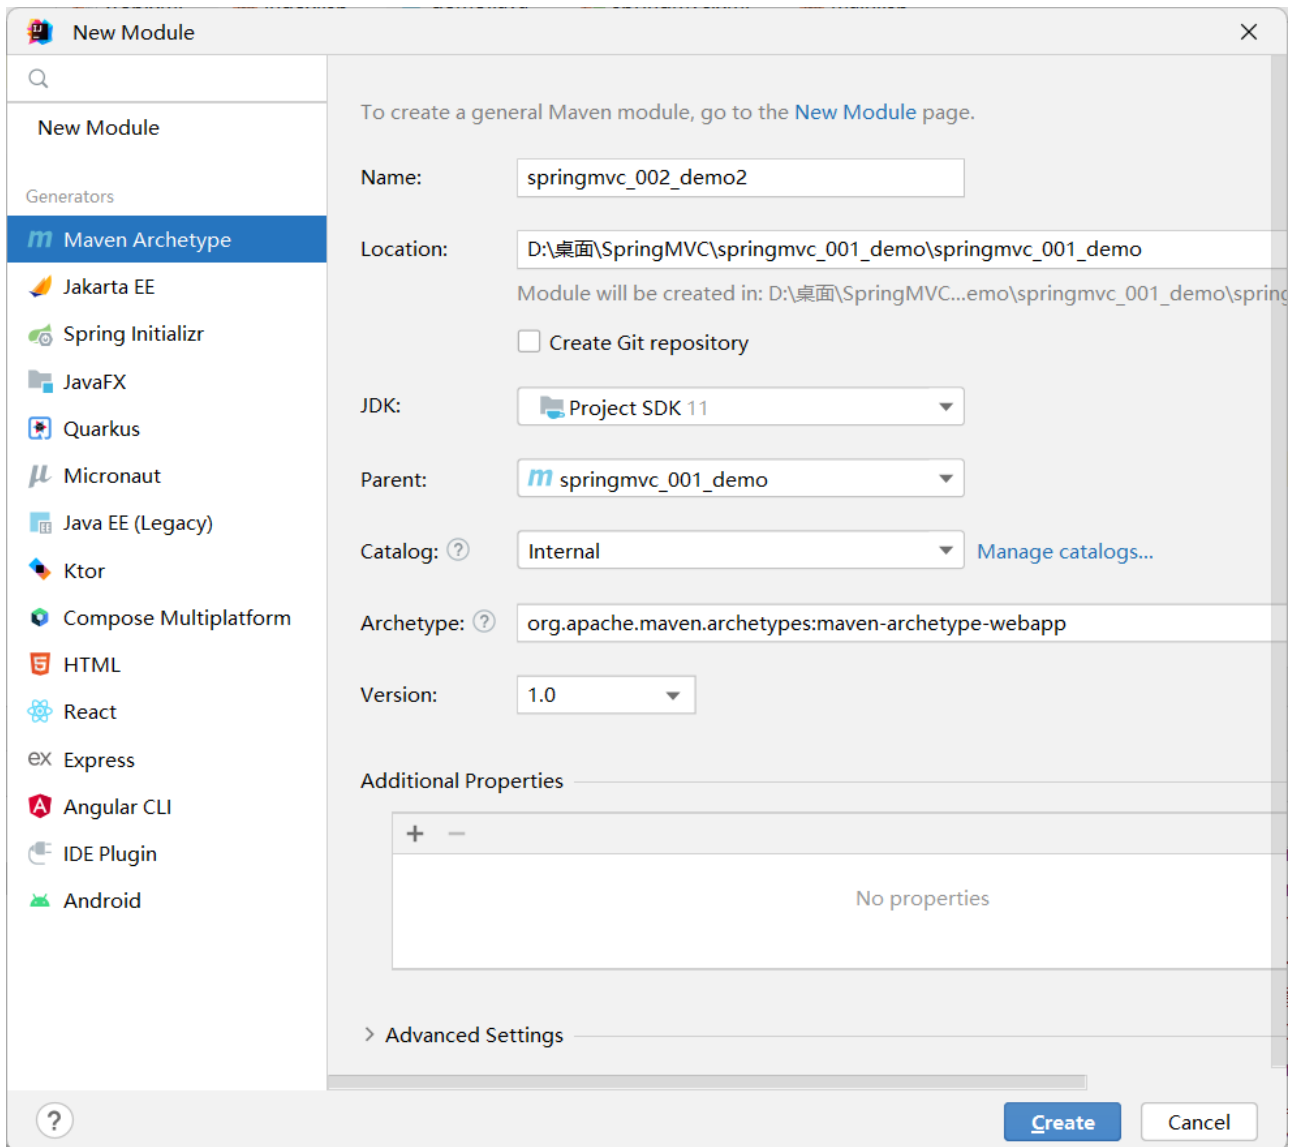 New Module
New Module
Generators
Maven Archetype
Jakarta EE
Spring Initializr
JavaFX
Quarkus
Micronaut
Java EE (Legacy)
Ktor
Compose Multiplatform
HTML
React
Express
Angular CLI
IDE Plugin
Android
To create a general Maven module, go to the New Module page.
Name: springmvc_002_demo2
Location: D:\桌面\SpringMVC\springmvc_001_demo\springmvc_001_demo
Module will be created in: D:\桌面\SpringMVC...emo\springmvc_001_demo\spring
Create Git repository
JDK: Project SDK 11
Parent: springmvc_001_demo
Catalog: ? Internal Manage catalogs...
Archetype: ? org.apache.maven.archetypes:maven-archetype-webapp
Version: 1.0
Additional Properties
No properties
Advanced Settings
? Create Cancel